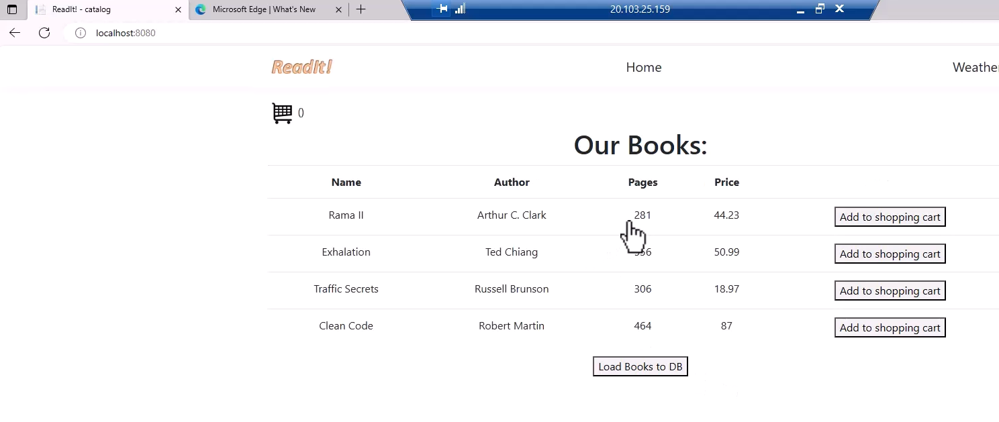 ReadIt! - catalog
Microsoft Edge | What's New
20.103.25.159
localhost:8080
ReadIt! Home Weather
()
Our Books:
Name Author Pages Price
Rama II Arthur C. Clark 281 44.23 Add to shopping cart
Exhalation Ted Chiang 50.99 Add to shopping cart
Traffic Secrets Russell Brunson 306 18.97 Add to shopping cart
Clean Code Robert Martin 464 87 Add to shopping cart
Load Books to DB